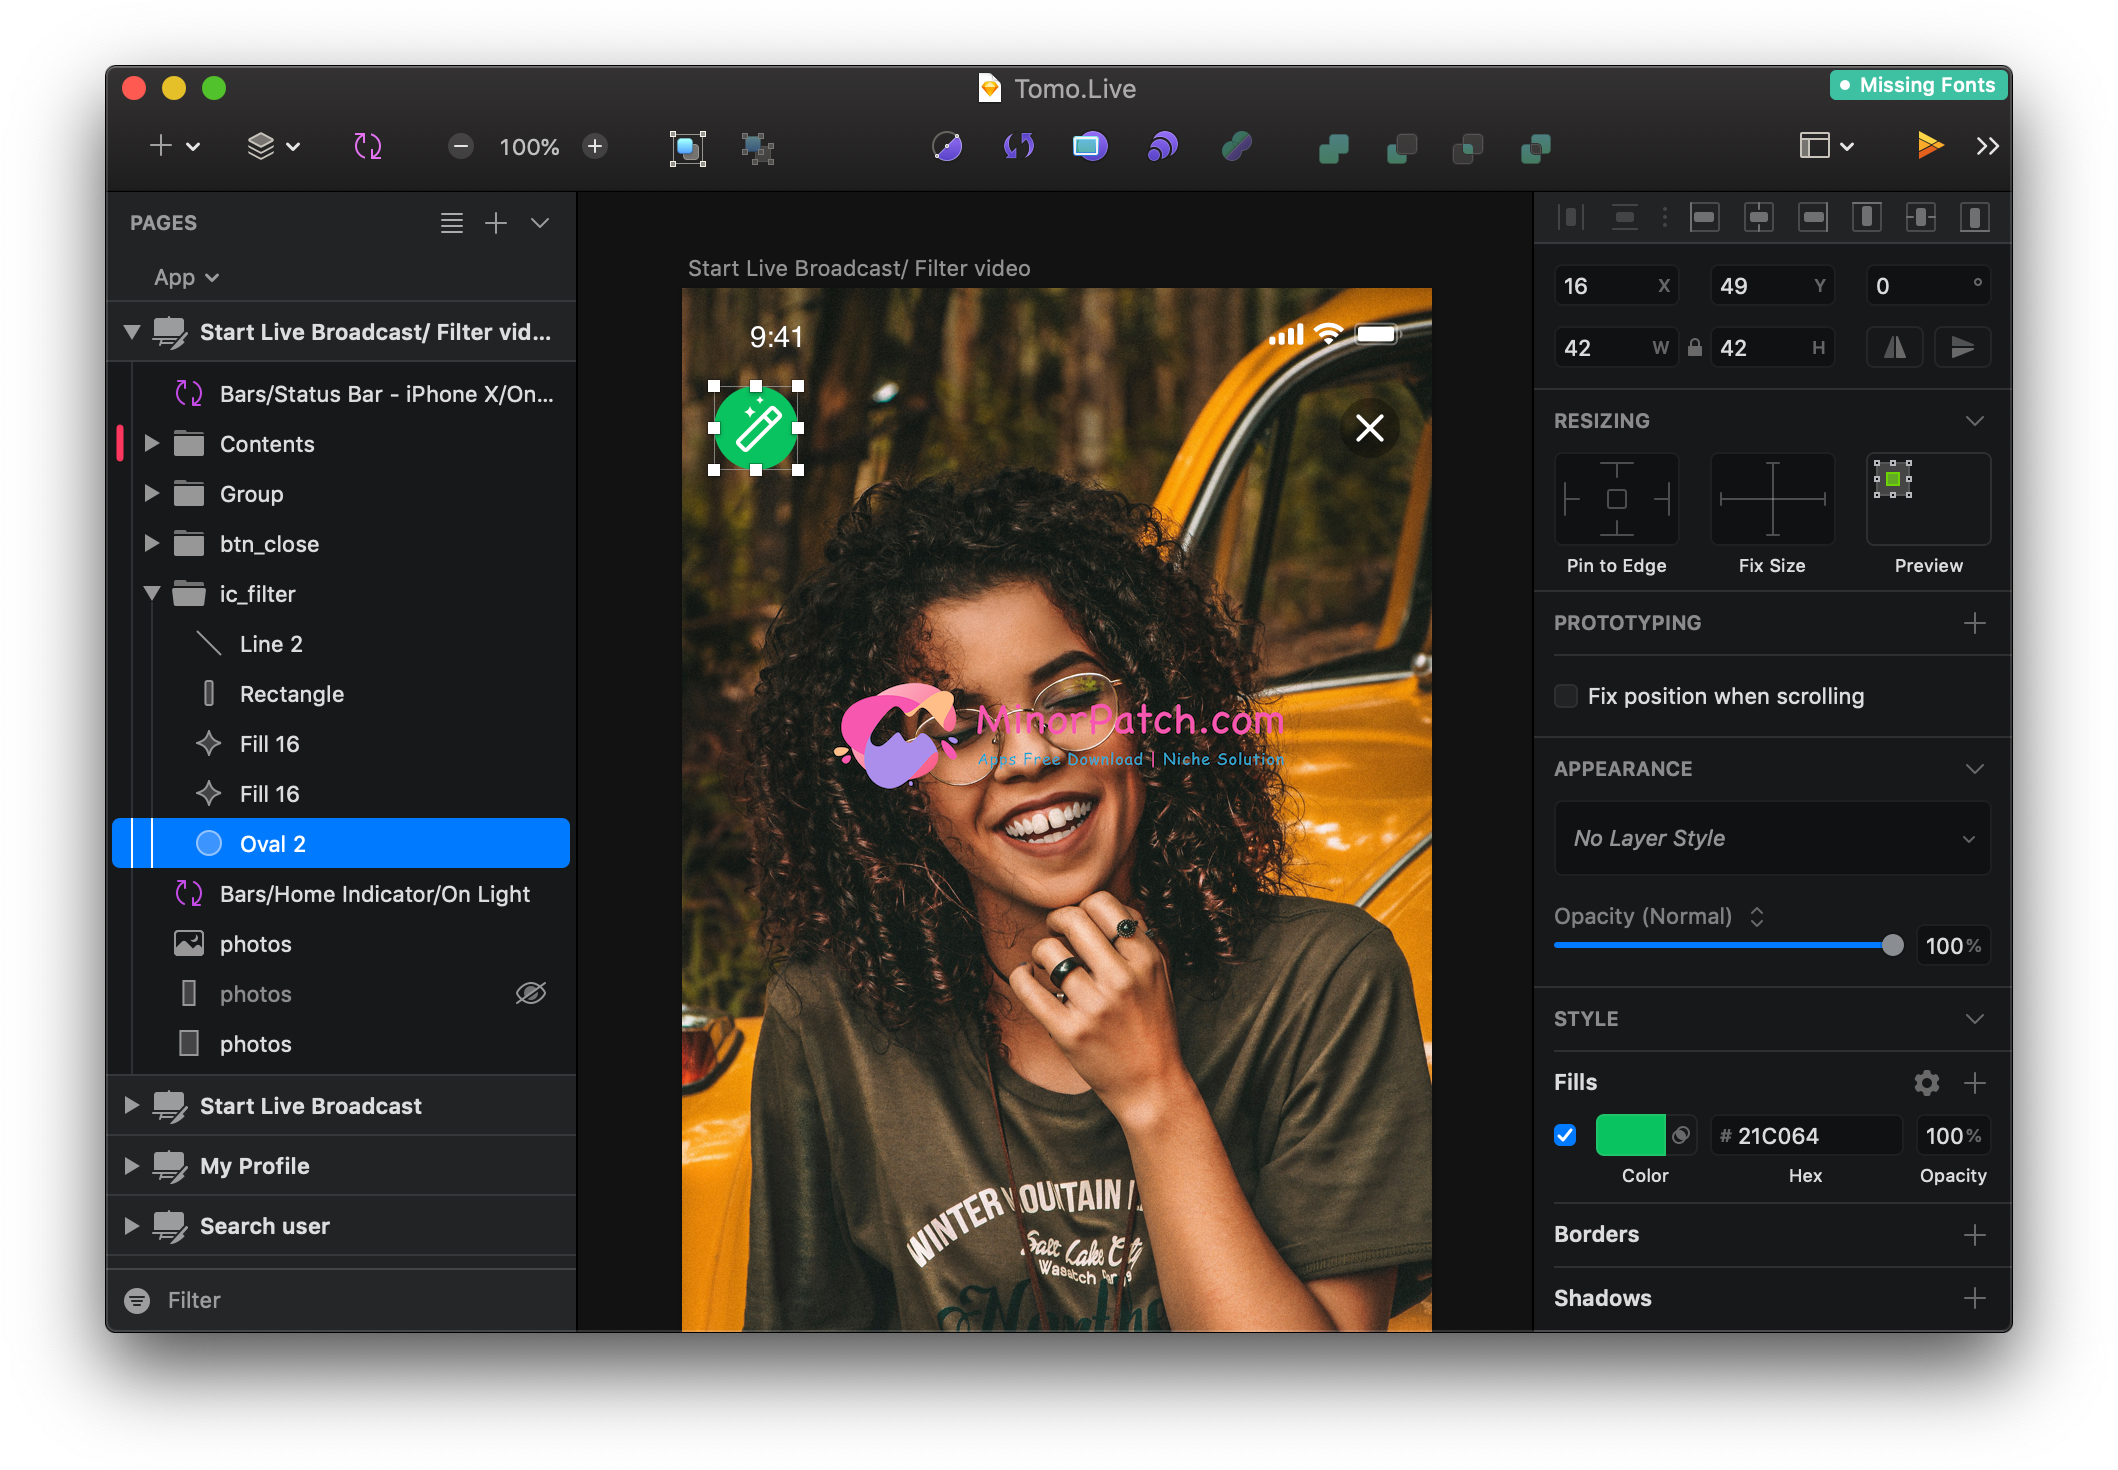 Tomo.Live
Missing Fonts
100%
PAGES
App
Start Live Broadcast/ Filter vid...
Bars/Status Bar - iPhone X/On...
Contents
Group
btn_close
ic_filter
Line 2
Rectangle
Fill 16
Fill 16
Oval 2
Bars/Home Indicator/On Light
photos
photos
photos
Start Live Broadcast
My Profile
Search user
Filter
Start Live Broadcast/ Filter video
9:41
MinorPatch.com
Apps Free Download | Niche Solution
WINTER MOUNTAIN
Salt Lake City
Wasatch
16 X 49 Y 0 °
42 W 42 H
RESIZING
Pin to Edge Fix Size Preview
PROTOTYPING
Fix position when scrolling
APPEARANCE
No Layer Style
Opacity (Normal)
100%
STYLE
Fills
# 21C064 100%
Color Hex Opacity
Borders
Shadows